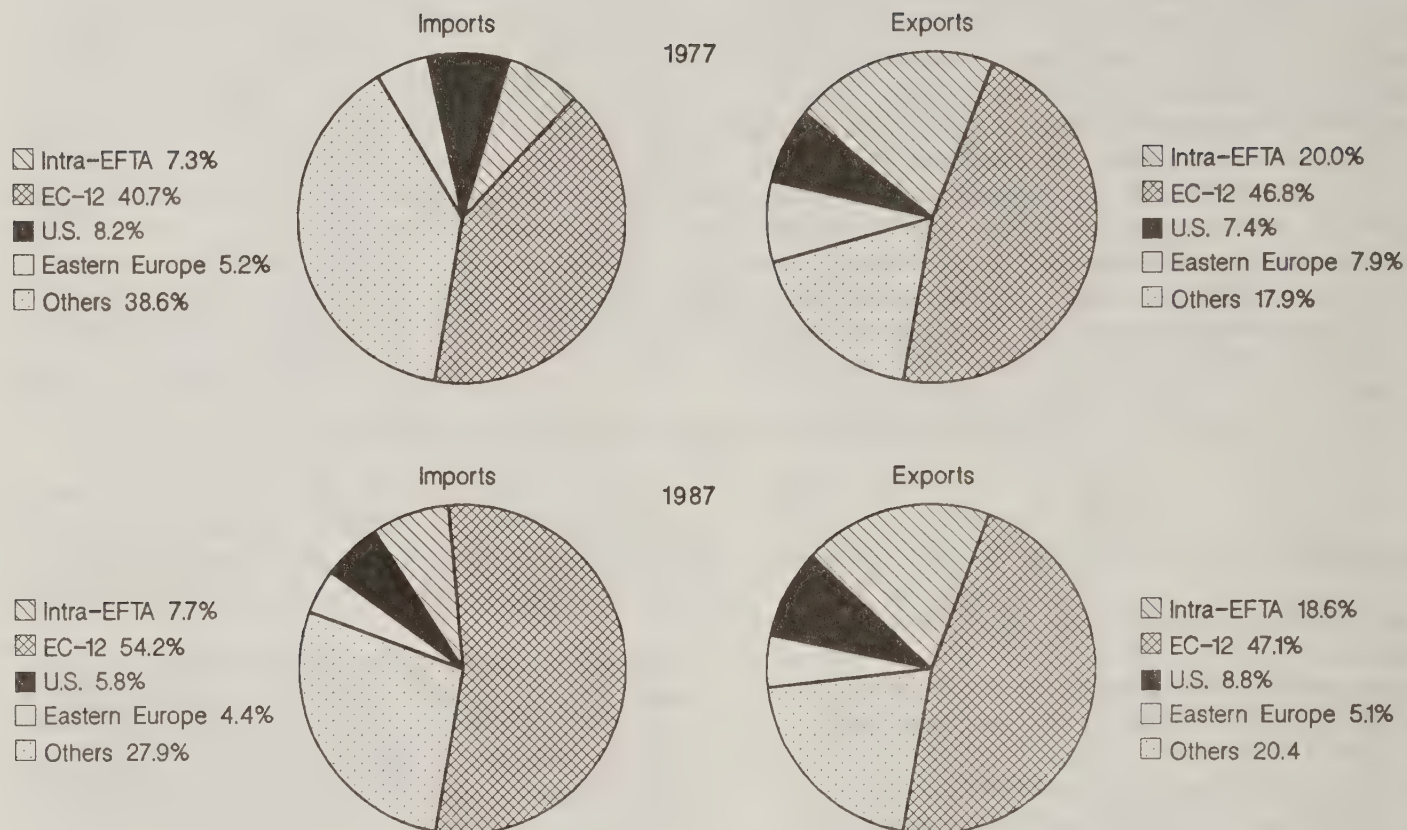 Imports
1977
Exports
Intra-EFTA 7.3%
EC-12 40.7%
U.S. 8.2%
Eastern Europe 5.2%
Others 38.6%
Intra-EFTA 20.0%
EC-12 46.8%
U.S. 7.4%
Eastern Europe 7.9%
Others 17.9%
Imports
1987
Exports
Intra-EFTA 7.7%
EC-12 54.2%
U.S. 5.8%
Eastern Europe 4.4%
Others 27.9%
Intra-EFTA 18.6%
EC-12 47.1%
U.S. 8.8%
Eastern Europe 5.1%
Others 20.4